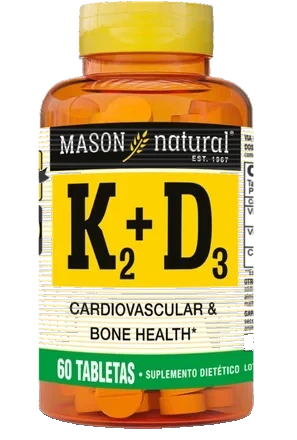 MASON natural®
EST. 1967
K2+D3
CARDIOVASCULAR &
BONE HEALTH*
60 TABLETAS • SUPLEMENTO DIETÉTICO